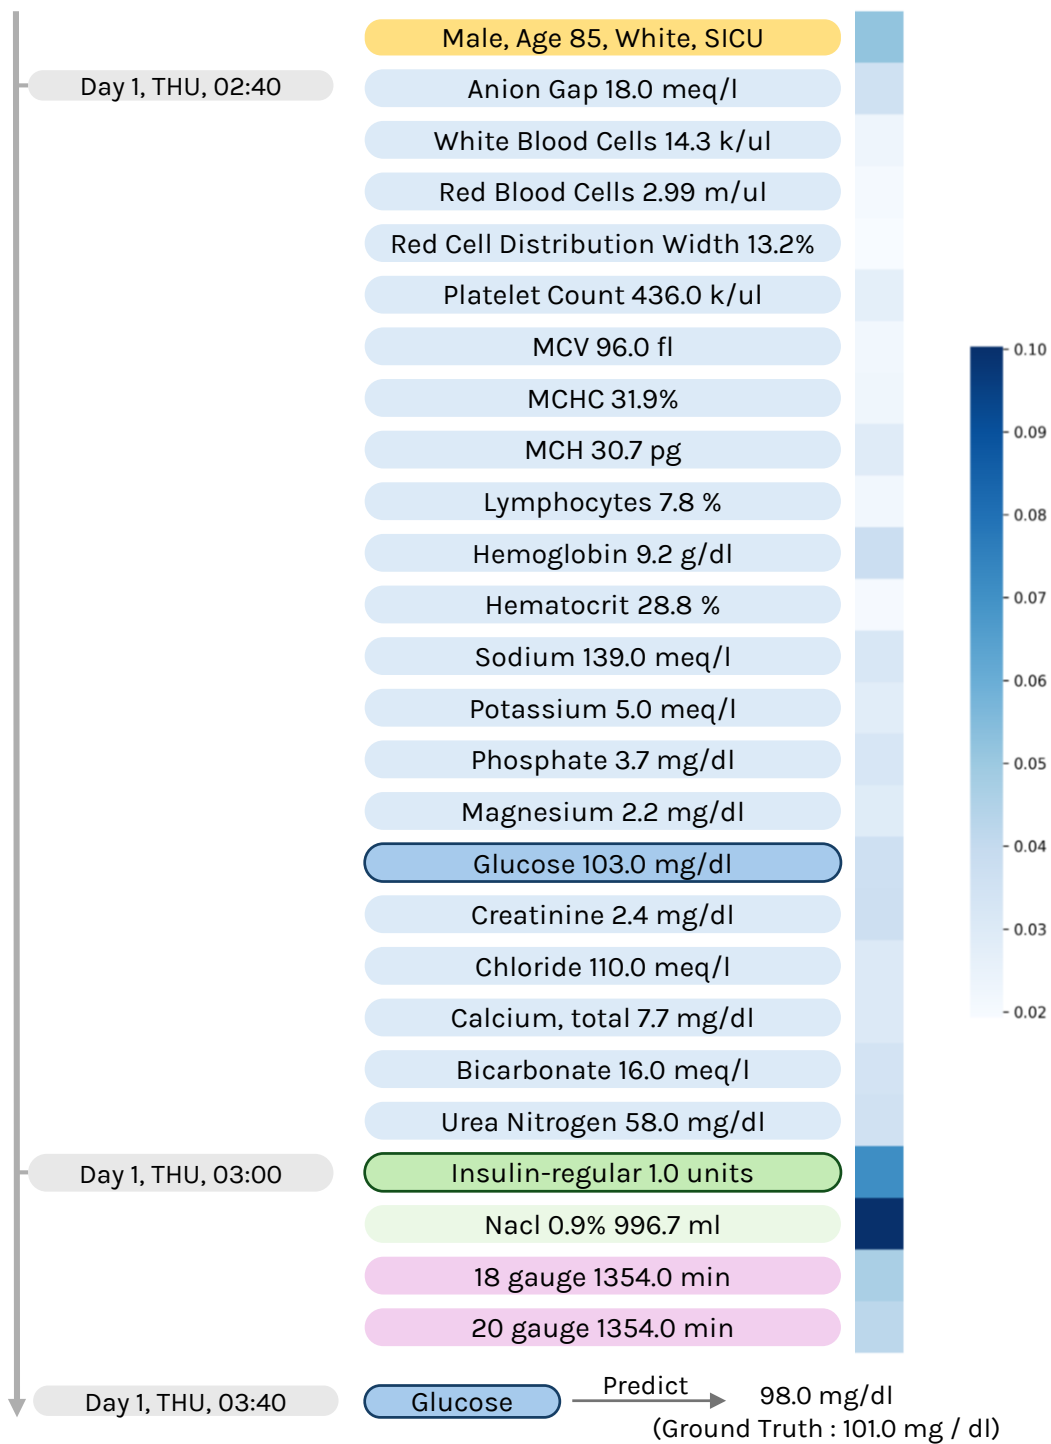 Male, Age 85, White, SICU
Day 1, THU, 02:40
Anion Gap 18.0 meq/l
White Blood Cells 14.3 k/ul
Red Blood Cells 2.99 m/ul
Red Cell Distribution Width 13.2%
Platelet Count 436.0 k/ul
MCV 96.0 fl
MCHC 31.9%
MCH 30.7 pg
Lymphocytes 7.8 %
Hemoglobin 9.2 g/dl
Hematocrit 28.8 %
Sodium 139.0 meq/l
Potassium 5.0 meq/l
Phosphate 3.7 mg/dl
Magnesium 2.2 mg/dl
Glucose 103.0 mg/dl
Creatinine 2.4 mg/dl
Chloride 110.0 meq/l
Calcium, total 7.7 mg/dl
Bicarbonate 16.0 meq/l
Urea Nitrogen 58.0 mg/dl
Day 1, THU, 03:00
Insulin-regular 1.0 units
Nacl 0.9% 996.7 ml
18 gauge 1354.0 min
20 gauge 1354.0 min
Day 1, THU, 03:40
Glucose
Predict
98.0 mg/dl
(Ground Truth : 101.0 mg / dl)
0.10
0.09
0.08
0.07
0.06
0.05
0.04
0.03
0.02